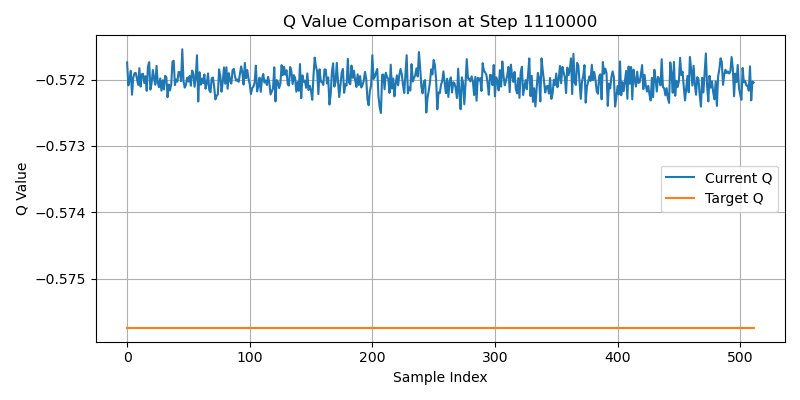 Q Value Comparison at Step 1110000
Q Value
−0.572
−0.573
−0.574
−0.575
Current Q
Target Q
0 100 200 300 400 500
Sample Index